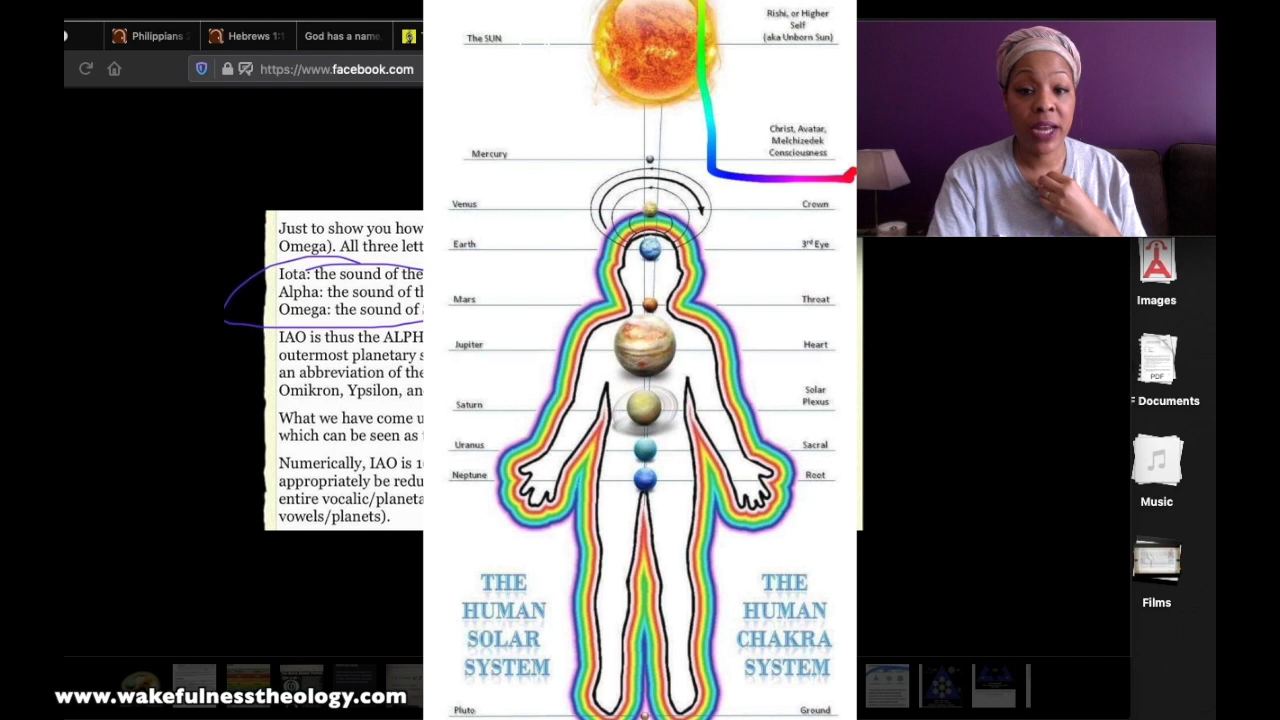 Philippians 2
Hebrews 1:1
God has a name
https://www.facebook.com
Just to show you how
Omega). All three lett
Iota: the sound of the
Alpha: the sound of th
Omega: the sound of
IAO is thus the ALPH
outermost planetary s
an abbreviation of the
Omikron, Ypsilon, an
What we have come u
which can be seen as
Numerically, IAO is
appropriately be redu
entire vocalic/planeta
vowels/planets).
The SUN
Rishi, or Higher
Self
(aka Unborn Sun)
Mercury
Christ, Avatar,
Melchizedek
Consciousness
Venus
Crown
Earth
3rd Eye
Mars
Throat
Jupiter
Heart
Saturn
Solar
Plexus
Uranus
Sacral
Neptune
Root
THE
HUMAN
SOLAR
SYSTEM
THE
HUMAN
CHAKRA
SYSTEM
Pluto
Ground
Images
PDF
F Documents
Music
Films
www.wakefulnesstheology.com